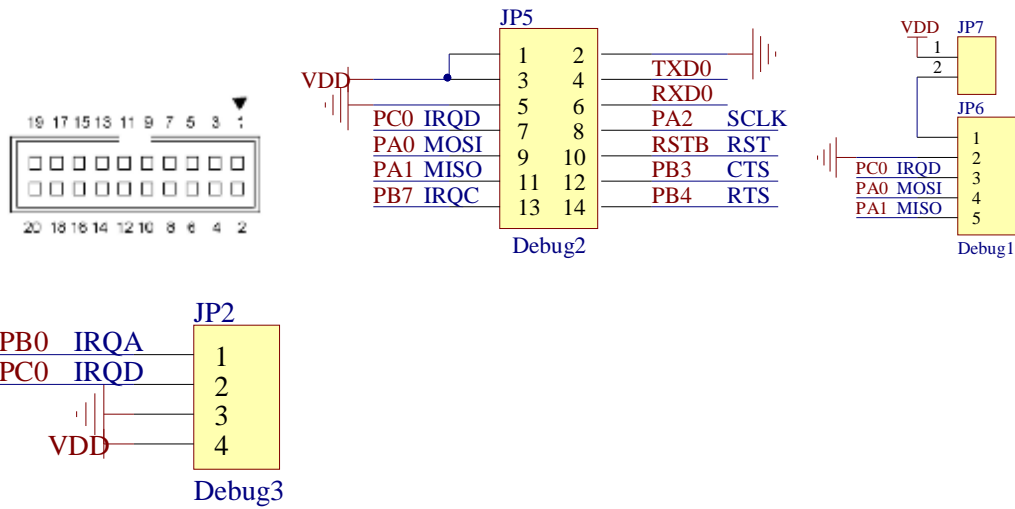 19 17 15 13 11 9 7 5 3 1
20 18 16 14 12 10 8 6 4 2
JP5
1 2
VDD 3 4 TXD0
5 6 RXD0
PC0 IRQD 7 8 PA2 SCLK
PA0 MOSI 9 10 RSTB RST
PA1 MISO 11 12 PB3 CTS
PB7 IRQC 13 14 PB4 RTS
Debug2
VDD JP7
1
2
JP6
1
2
PC0 IRQD 3
PA0 MOSI 4
PA1 MISO 5
Debug1
JP2
PB0 IRQA 1
PC0 IRQD 2
3
VDD 4
Debug3